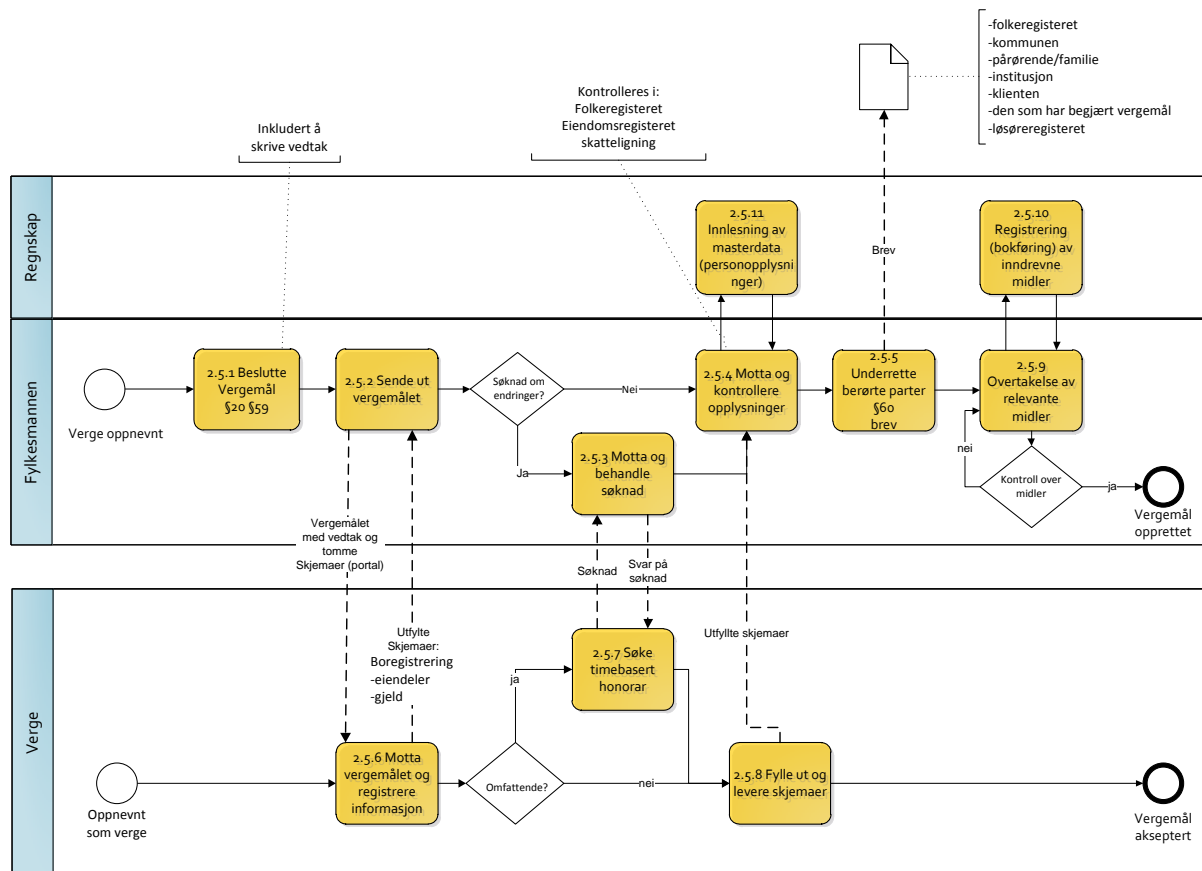 -folkeregisteret
-kommunen
-pårørende/familie
-institusjon
-klienten
-den som har begjært vergemål
-løsøreregisteret
Kontrolleres i:
Folkeregisteret
Eiendomsregisteret
skatteligning
Inkludert å
skrive vedtak
Regnskap
2.5.11
Innlesning av
masterdata
(personopplysni
nger)
Brev
2.5.10
Registrering
(bokføring) av
inndrevne
midler
Fylkesmannen
Verge oppnevnt
2.5.1 Beslutte
Vergemål
§20 §59
2.5.2 Sende ut
vergemålet
Søknad om
endringer?
Nei
Ja
2.5.3 Motta og
behandle
søknad
2.5.4 Motta og
kontrollere
opplysninger
2.5.5
Underrette
berørte parter
§60
brev
2.5.9
Overtakelse av
relevante
midler
nei
Kontroll over
midler
ja
Vergemål
opprettet
Vergemålet
med vedtak og
tomme
Skjemaer (portal)
Utfylte
Skjemaer:
Boregistrering
-eiendeler
-gjeld
Søknad
Svar på
søknad
Utfyllte skjemaer
Verge
Oppnevnt
som verge
2.5.6 Motta
vergemålet og
registrere
informasjon
Omfattende?
ja
nei
2.5.7 Søke
timebasert
honorar
2.5.8 Fylle ut og
levere skjemaer
Vergemål
akseptert